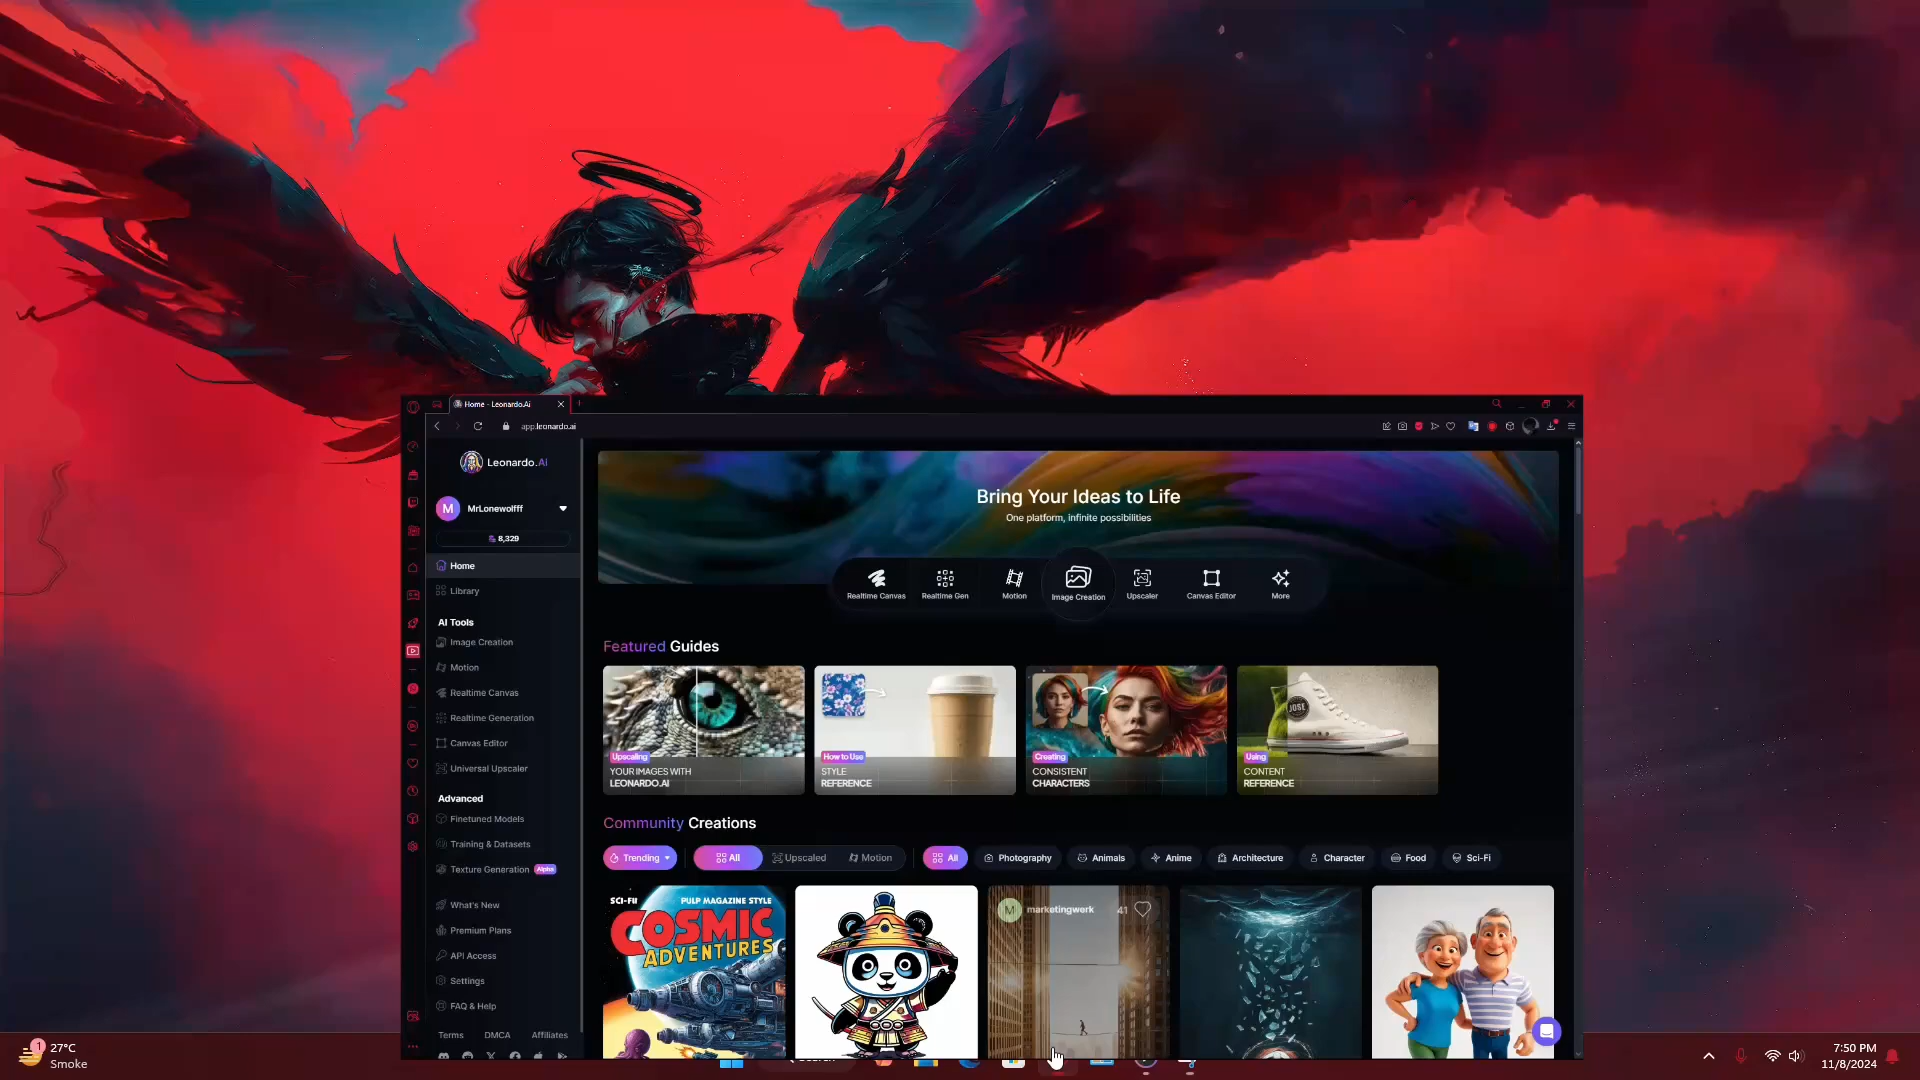 Home - Leonardo.Ai
app.leonardo.ai
Leonardo.Ai
M
MrLonewolfff
8,329
Home
Library
AI Tools
Image Creation
Motion
Realtime Canvas
Realtime Generation
Canvas Editor
Universal Upscaler
Advanced
Finetuned Models
Training & Datasets
Texture Generation Alpha
What's New
Premium Plans
API Access
Settings
FAQ & Help
Terms DMCA Affiliates
Bring Your Ideas to Life
One platform, infinite possibilities
Realtime Canvas Realtime Gen Motion Image Creation Upscaler Canvas Editor More
Featured Guides
Upscaling
YOUR IMAGES WITH
LEONARDO.AI
How to Use
STYLE
REFERENCE
Creating
CONSISTENT
CHARACTERS
JOSE
Using
CONTENT
REFERENCE
Community Creations
Trending All Upscaled Motion All Photography Animals Anime Architecture Character Food Sci-Fi
SCI-FI! PULP MAGAZINE STYLE
COSMIC
ADVENTURES
M marketingwerk 41
1
27°C
Smoke
7:50 PM
11/8/2024